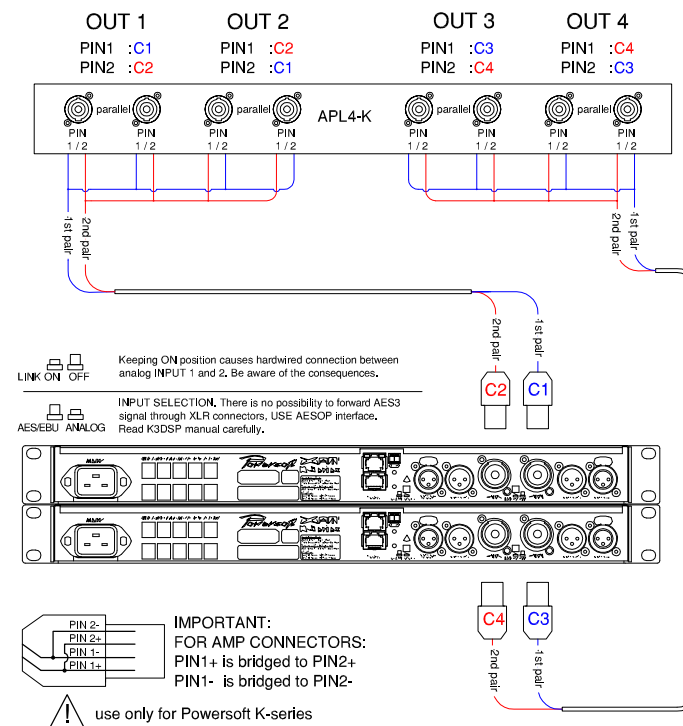 OUT 1 OUT 2 OUT 3 OUT 4
PIN1 :C1 PIN1 :C2 PIN1 :C3 PIN1 :C4
PIN2 :C2 PIN2 :C1 PIN2 :C4 PIN2 :C3
parallel parallel APL4-K parallel parallel
PIN PIN PIN PIN PIN PIN PIN PIN
1 / 2 1 / 2 1 / 2 1 / 2 1 / 2 1 / 2 1 / 2 1 / 2
1st pair 2nd pair 2nd pair 1st pair
2nd pair 1st pair
C2 C1
LINK ON OFF
Keeping ON position causes hardwired connection between
analog INPUT 1 and 2. Be aware of the consequences.
AES/EBU ANALOG
INPUT SELECTION. There is no possibility to forward AES3
signal through XLR connectors, USE AESOP interface.
Read K3DSP manual carefully.
Powersoft
Powersoft
C4 C3
2nd pair 1st pair
PIN 2-
PIN 2+
PIN 1-
PIN 1+
IMPORTANT:
FOR AMP CONNECTORS:
PIN1+ is bridged to PIN2+
PIN1- is bridged to PIN2-
use only for Powersoft K-series